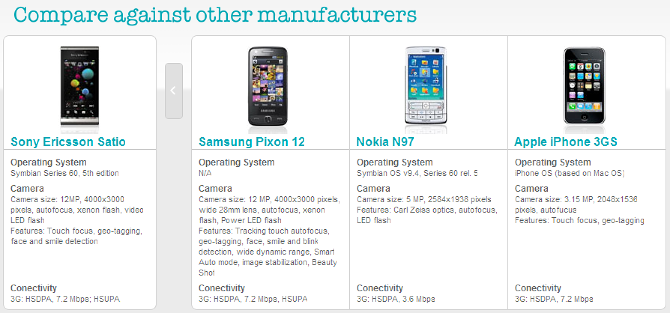 Compare against other manufacturers
Sony Ericsson Satio
Operating System
Symbian Series 60, 5th edition
Camera
Camera size: 12MP, 4000x3000
pixels, autofocus, xenon flash, video
LED flash
Features: Touch focus, geo-tagging,
face and smile detection
Conectivity
3G: HSDPA, 7.2 Mbps; HSUPA
Samsung Pixon 12
Operating System
N/A
Camera
Camera size: 12 MP, 4000x3000 pixels,
wide 28mm lens, autofocus, xenon
flash, Power LED flash
Features: Tracking touch autofocus,
geo-tagging, face, smile and blink
detection, wide dynamic range, Smart
Auto mode, image stabilization, Beauty
Shot
Conectivity
3G: HSDPA, 7.2 Mbps; HSUPA
Nokia N97
Operating System
Symbian OS v9.4, Series 60 rel. 5
Camera
Camera size: 5 MP, 2584x1938 pixels
Features: Carl Zeiss optics, autofocus,
LED flash
Conectivity
3G: HSDPA, 3.6 Mbps
Apple iPhone 3GS
Operating System
iPhone OS (based on Mac OS)
Camera
Camera size: 3.15 MP, 2048x1536
pixels, autofucus
Features: Touch focus, geo-tagging
Conectivity
3G: HSDPA, 7.2 Mbps